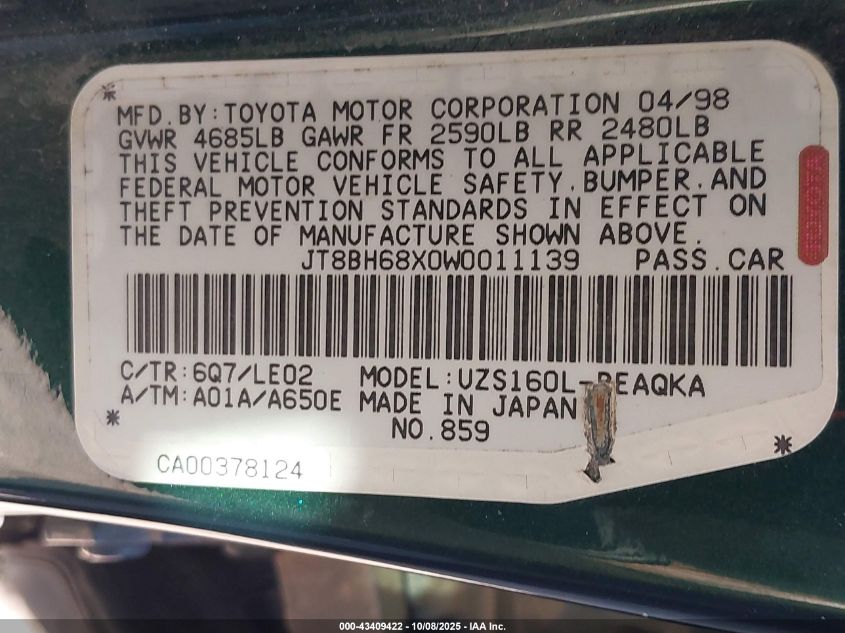 MFD.BY:TOYOTA MOTOR CORPORATION 04/98
GVWR 4685LB GAWR FR 2590LB RR 2480LB
THIS VEHICLE CONFORMS TO ALL APPLICABLE
FEDERAL MOTOR VEHICLE SAFETY,BUMPER,AND
THEFT PREVENTION STANDARDS IN EFFECT ON
THE DATE OF MANUFACTURE SHOWN ABOVE.
JT8BH68X0W0011139 PASS.CAR
C/TR:6Q7/LE02 MODEL:UZS160L-BEAQKA
A/TM:A01A/A650E MADE IN JAPAN
NO.859
CA00378124
TOYOTA
000-43409422 - 10/08/2025 - IAA Inc.